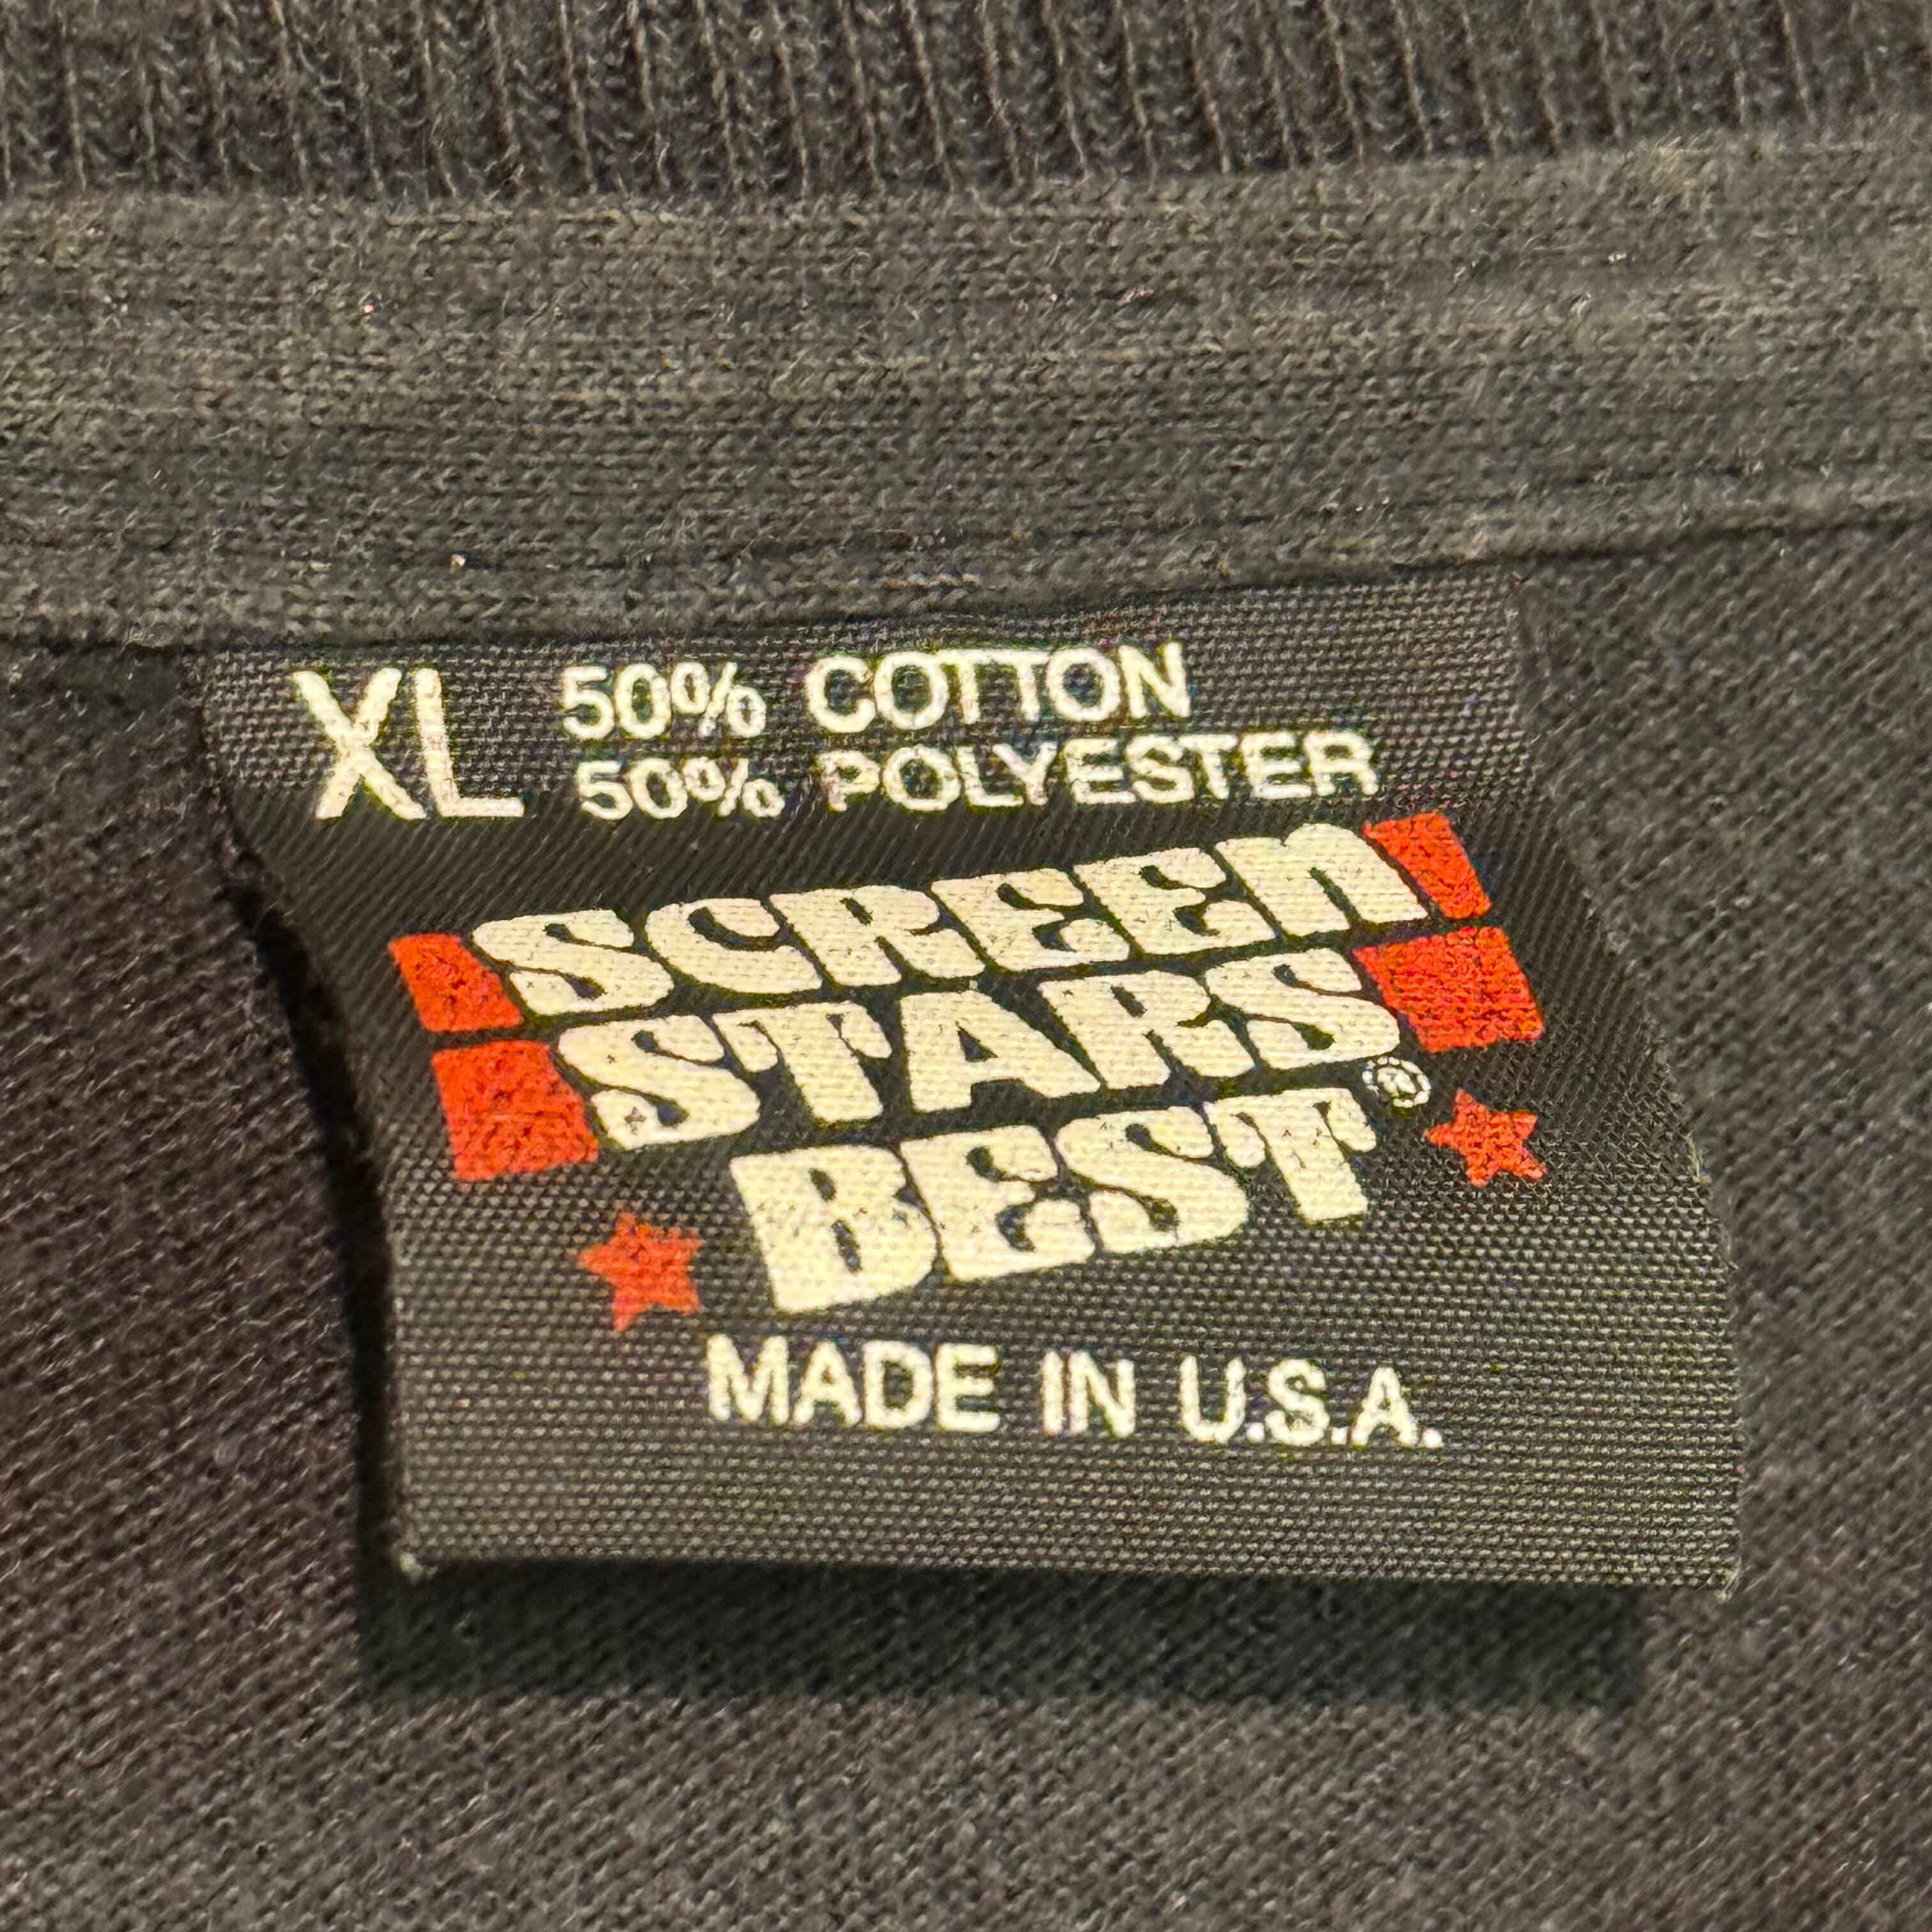 XL 50% COTTON
50% POLYESTER
SCREEN
STARS
BEST®
MADE IN U.S.A.